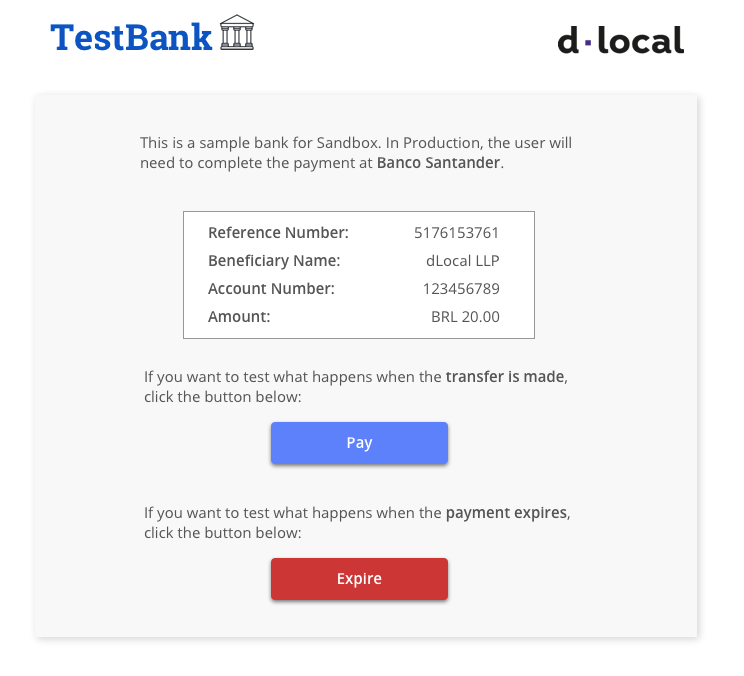 TestBank
d·local
This is a sample bank for Sandbox. In Production, the user will
need to complete the payment at Banco Santander.
Reference Number: 5176153761
Beneficiary Name: dLocal LLP
Account Number: 123456789
Amount: BRL 20.00
If you want to test what happens when the transfer is made,
click the button below:
Pay
If you want to test what happens when the payment expires,
click the button below:
Expire